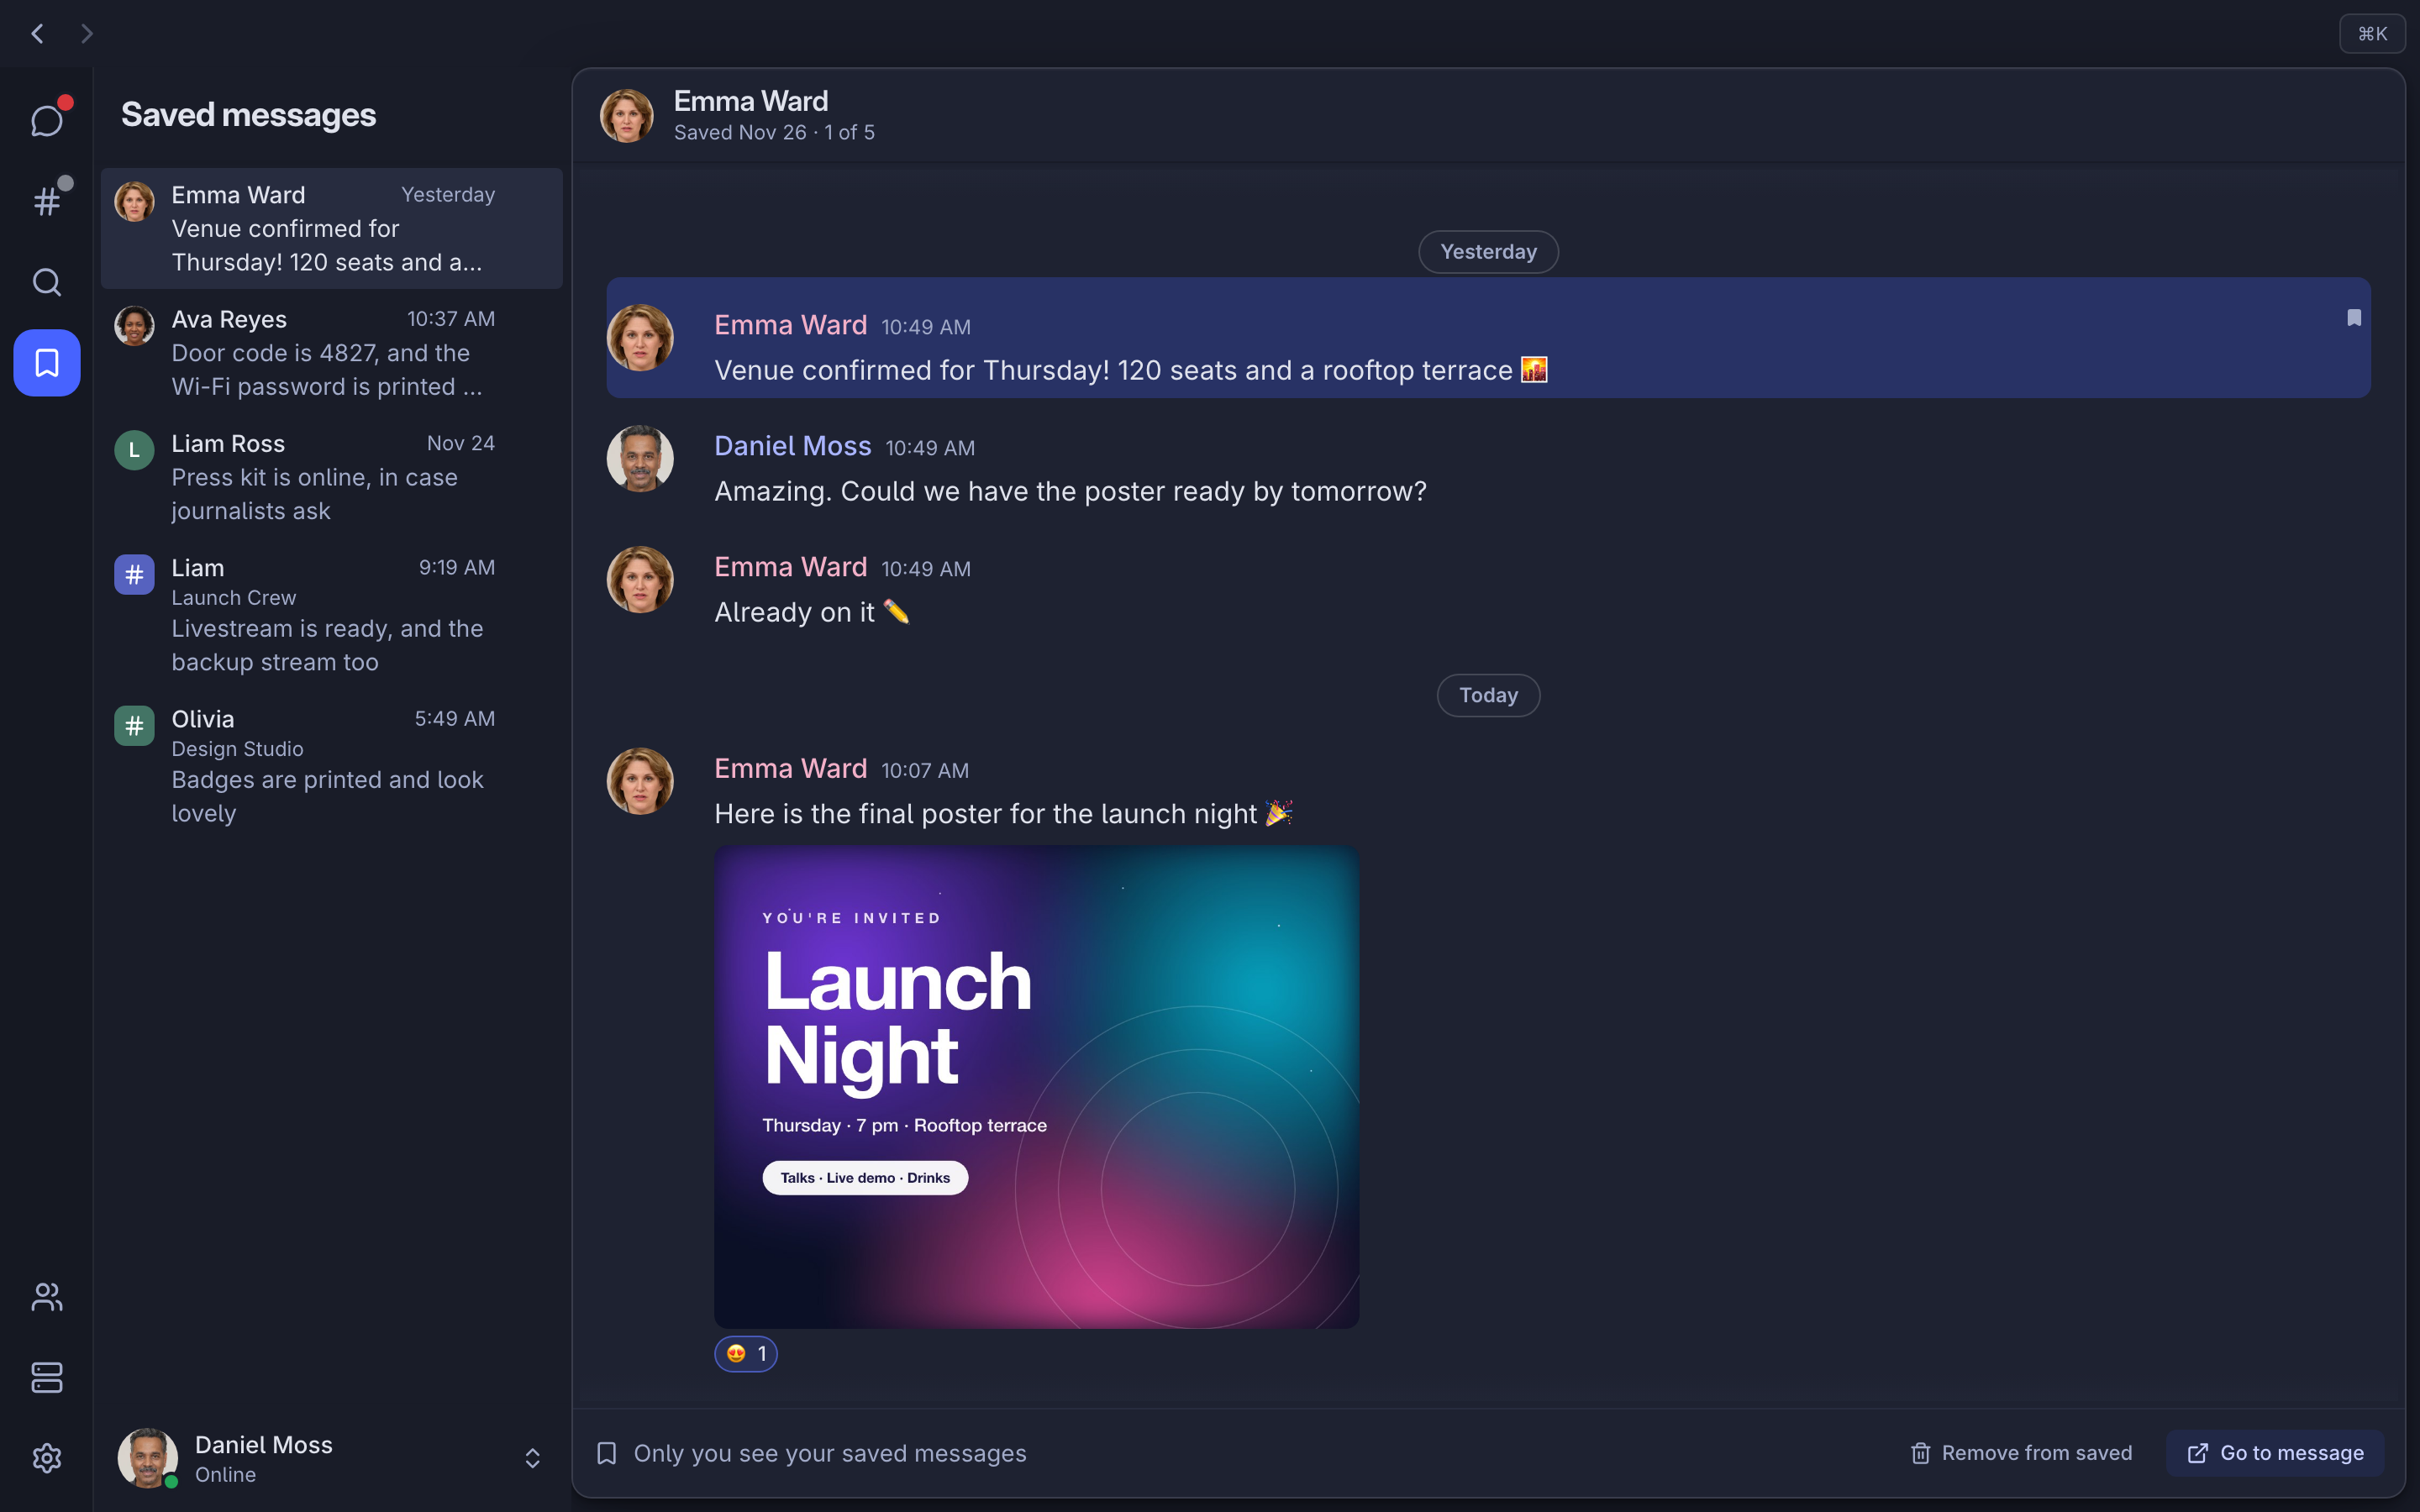 ⌘K
Saved messages
Emma Ward Yesterday
Venue confirmed for
Thursday! 120 seats and a...
Ava Reyes 10:37 AM
Door code is 4827, and the
Wi-Fi password is printed ...
L
Liam Ross Nov 24
Press kit is online, in case
journalists ask
# Liam 9:19 AM
Launch Crew
Livestream is ready, and the
backup stream too
# Olivia 5:49 AM
Design Studio
Badges are printed and look
lovely
Daniel Moss
Online
Emma Ward
Saved Nov 26 · 1 of 5
Yesterday
Emma Ward 10:49 AM
Venue confirmed for Thursday! 120 seats and a rooftop terrace 🌇
Daniel Moss 10:49 AM
Amazing. Could we have the poster ready by tomorrow?
Emma Ward 10:49 AM
Already on it ✏️
Today
Emma Ward 10:07 AM
Here is the final poster for the launch night 🎉
YOU'RE INVITED
Launch
Night
Thursday · 7 pm · Rooftop terrace
Talks · Live demo · Drinks
😍 1
Only you see your saved messages
Remove from saved
Go to message